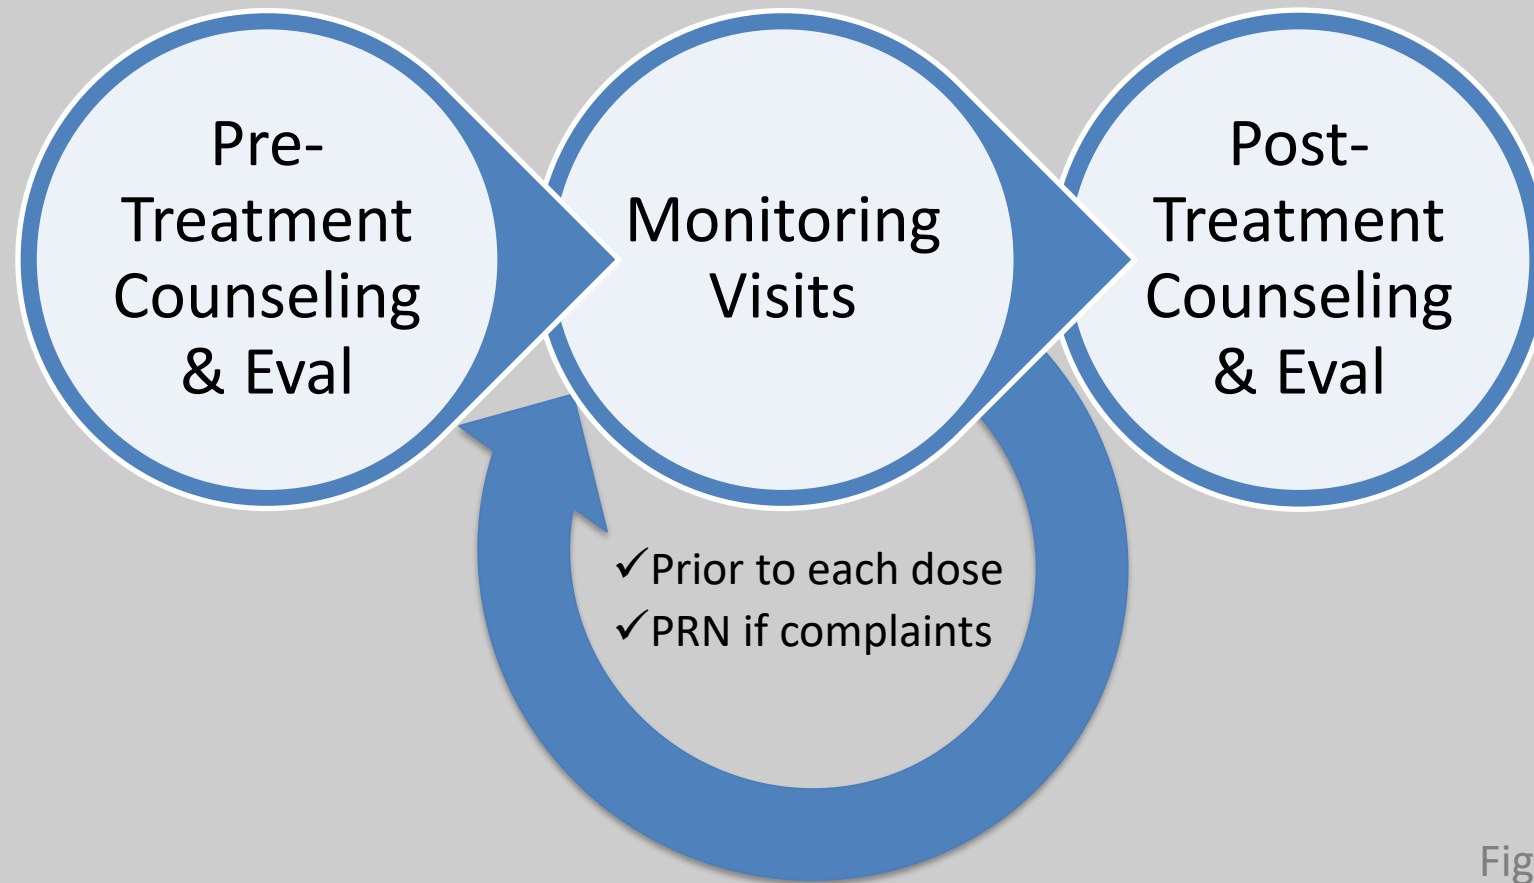 Pre-
Treatment
Counseling
& Eval
Monitoring
Visits
Post-
Treatment
Counseling
& Eval
✓Prior to each dose
✓PRN if complaints
Fig